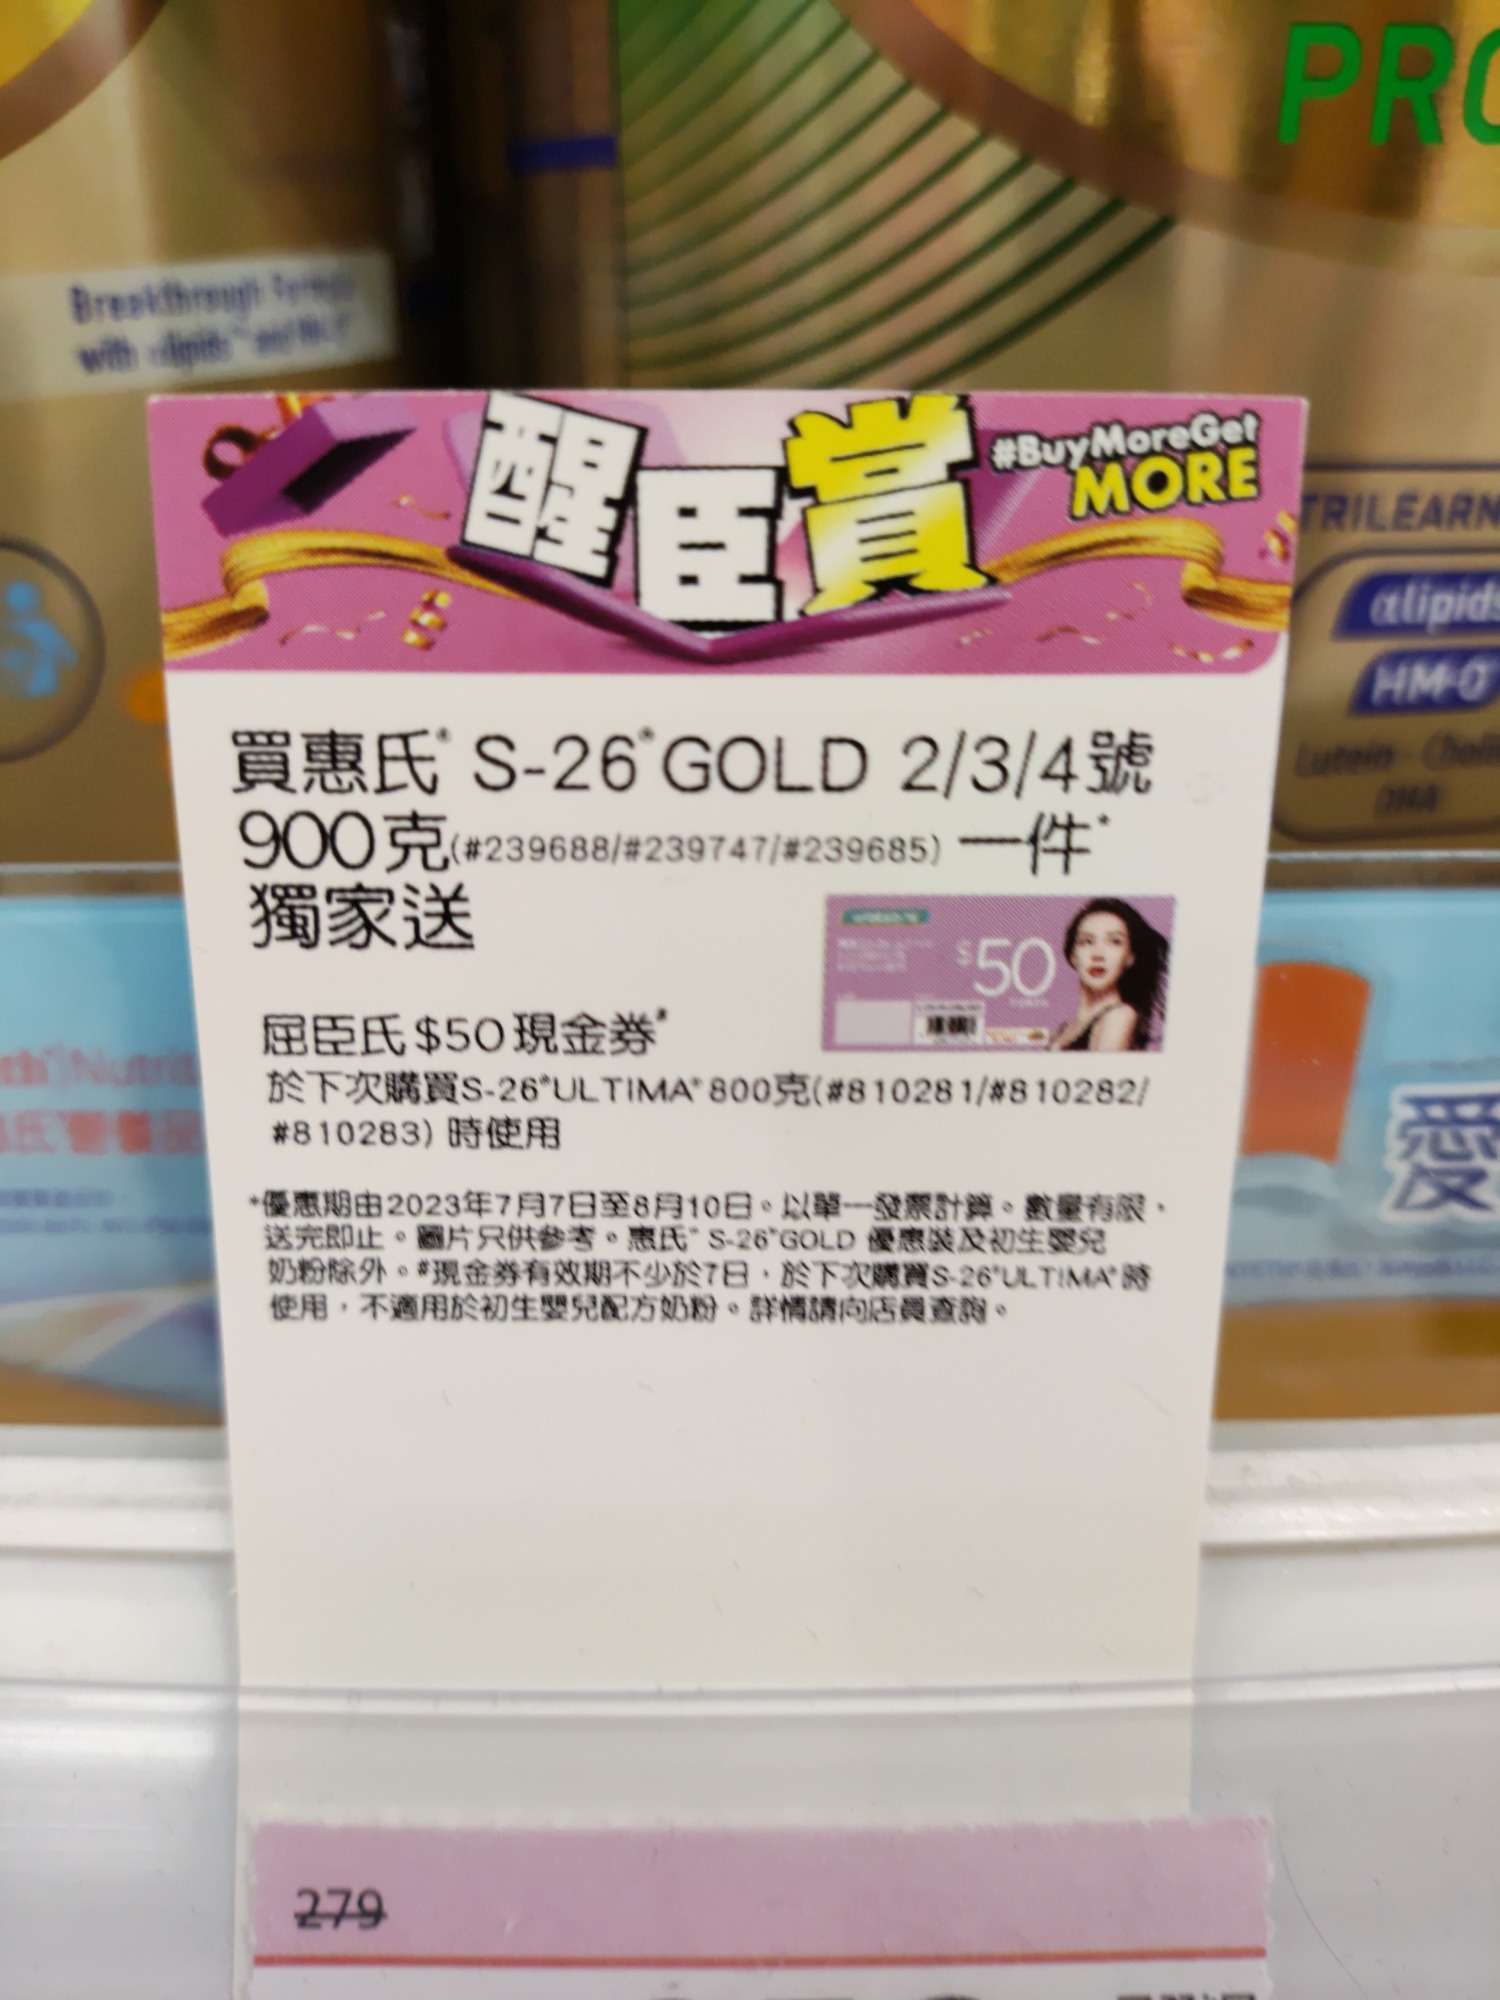 PRO
Breakthrough Formula
with αlipids™ and
醒臣賞
#BuyMoreGet
MORE
TRILEARN
αlipids
HM-O
Lutein · Choli
DHA
買惠氏® S-26®GOLD 2/3/4號
900克(#239688/#239747/#239685) 一件*
獨家送
$50
屈臣氏$50現金券#
於下次購買S-26®ULTIMA®800克(#810281/#810282/
#810283) 時使用
*優惠期由2023年7月7日至8月10日。以單一發票計算。數量有限，
送完即止。圖片只供參考。惠氏® S-26®GOLD 優惠裝及初生嬰兒
奶粉除外。#現金券有效期不少於7日，於下次購買S-26®ULTIMA®時
使用，不適用於初生嬰兒配方奶粉。詳情請向店員查詢。
愛
279